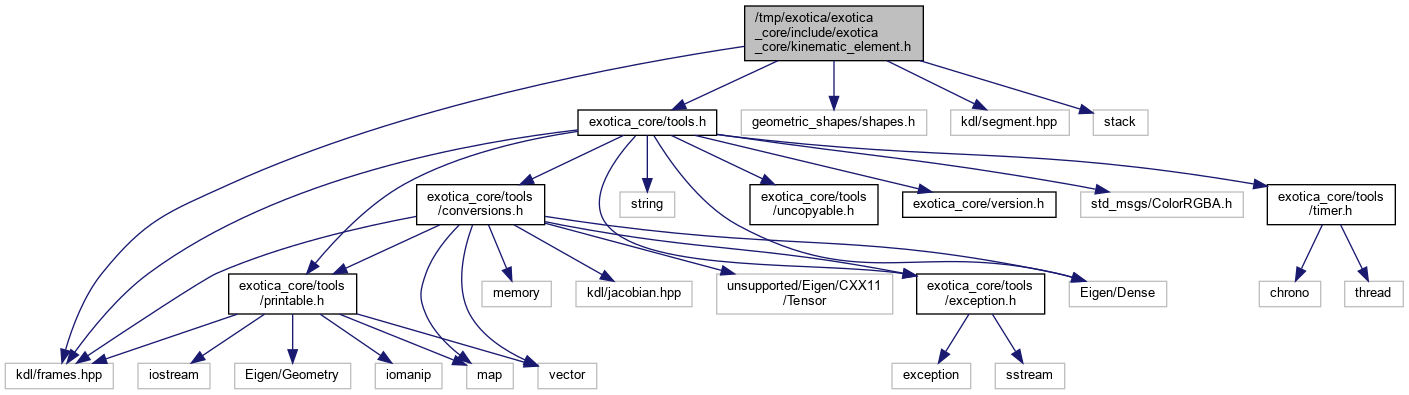 /tmp/exotica/exotica
_core/include/exotica
_core/kinematic_element.h
exotica_core/tools.h
geometric_shapes/shapes.h
kdl/segment.hpp
stack
exotica_core/tools
/conversions.h
string
exotica_core/tools
/uncopyable.h
exotica_core/version.h
std_msgs/ColorRGBA.h
exotica_core/tools
/timer.h
exotica_core/tools
/printable.h
memory
kdl/jacobian.hpp
unsupported/Eigen/CXX11
/Tensor
exotica_core/tools
/exception.h
Eigen/Dense
chrono
thread
kdl/frames.hpp
iostream
Eigen/Geometry
iomanip
map
vector
exception
sstream